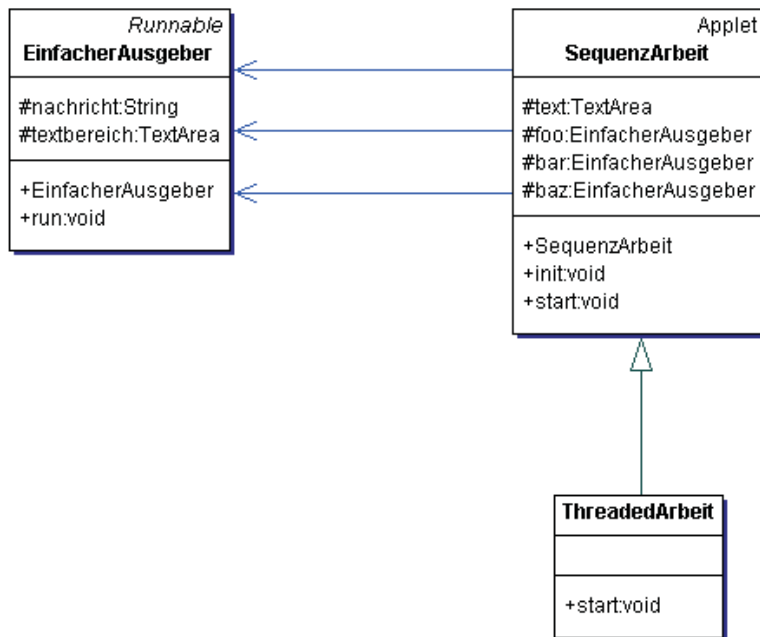 Runnable
EinfacherAusgeber
#nachricht:String
#textbereich:TextArea
+EinfacherAusgeber
+run:void
Applet
SequenzArbeit
#text:TextArea
#foo:EinfacherAusgeber
#bar:EinfacherAusgeber
#baz:EinfacherAusgeber
+SequenzArbeit
+init:void
+start:void
ThreadedArbeit
+start:void